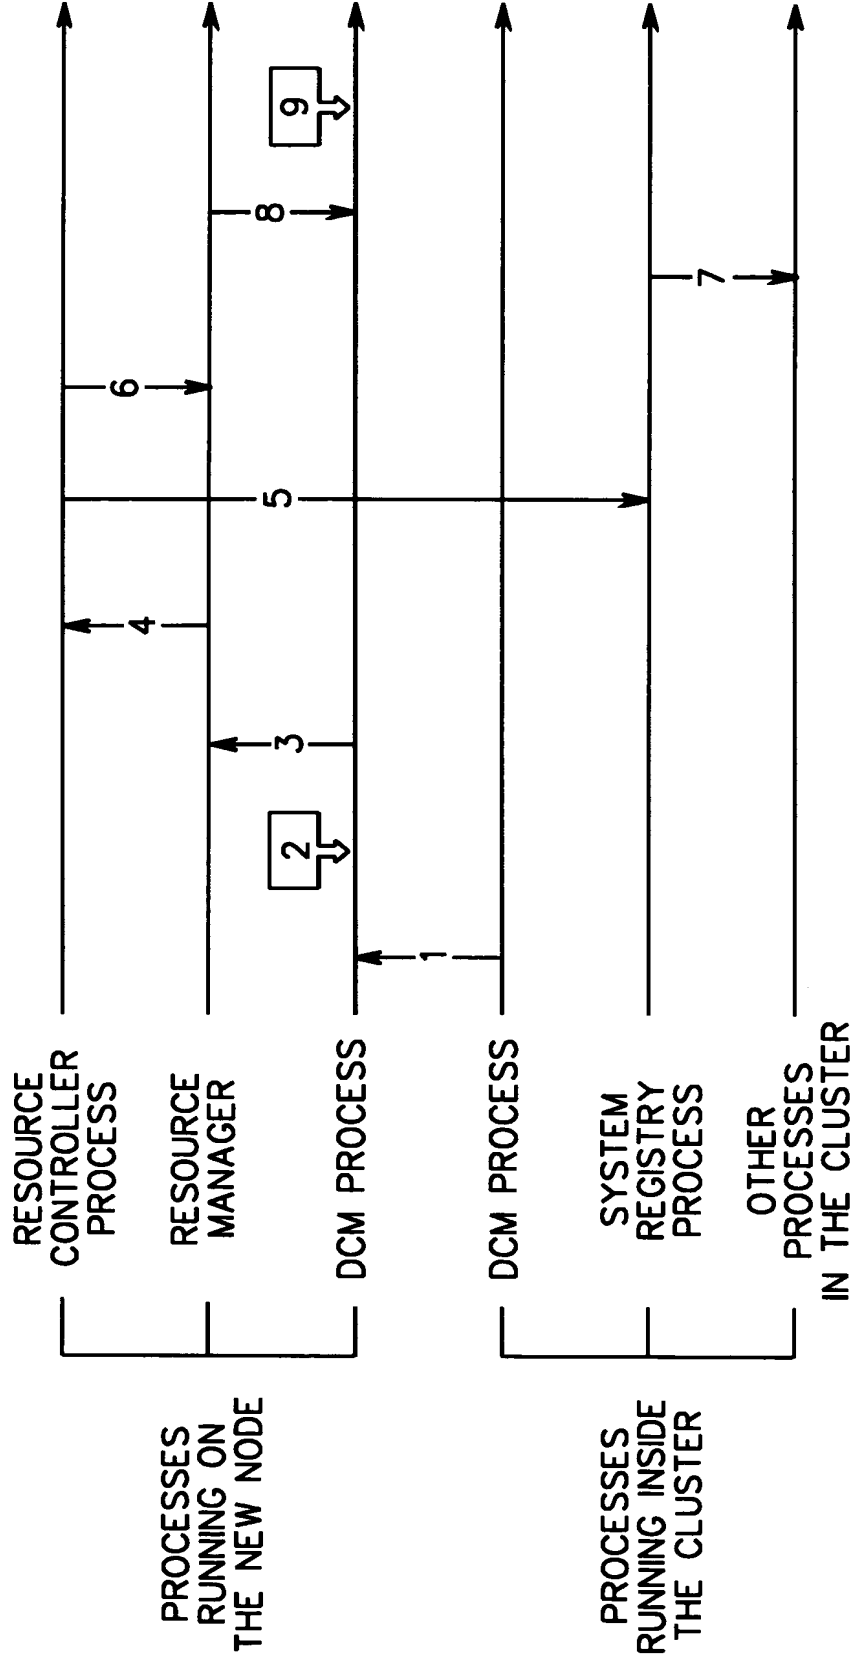 PROCESSES
RUNNING ON
THE NEW NODE
RESOURCE
CONTROLLER
PROCESS
RESOURCE
MANAGER
DCM PROCESS
PROCESSES
RUNNING INSIDE
THE CLUSTER
DCM PROCESS
SYSTEM
REGISTRY
PROCESS
OTHER
PROCESSES
IN THE CLUSTER
1
2
3
4
5
6
7
8
9